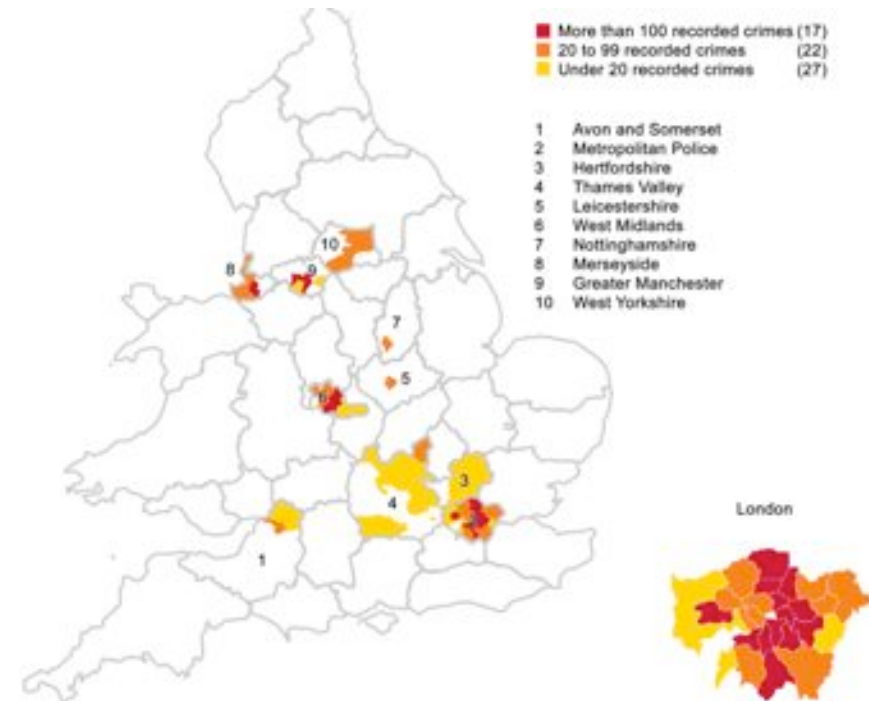 More than 100 recorded crimes (17)
20 to 99 recorded crimes (22)
Under 20 recorded crimes (27)
1 Avon and Somerset
2 Metropolitan Police
3 Hertfordshire
4 Thames Valley
5 Leicestershire
6 West Midlands
7 Nottinghamshire
8 Merseyside
9 Greater Manchester
10 West Yorkshire
10
8
9
7
6
5
3
4
2
1
London